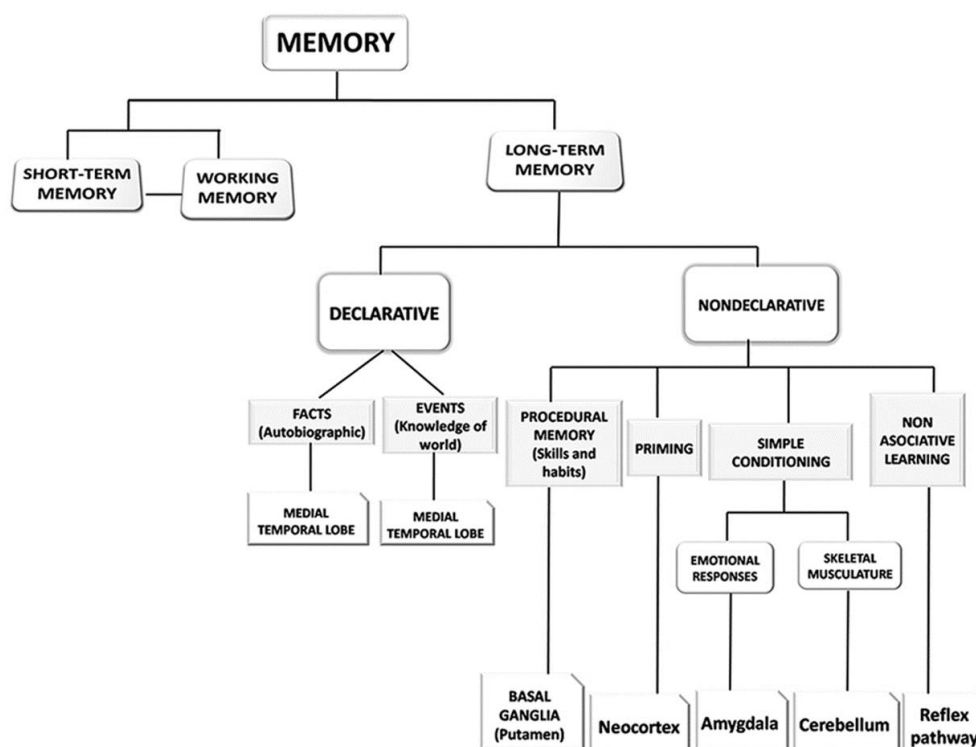 MEMORY
SHORT-TERM
MEMORY
WORKING
MEMORY
LONG-TERM
MEMORY
DECLARATIVE
NONDECLARATIVE
FACTS
(Autobiographic)
EVENTS
(Knowledge of
world)
PROCEDURAL
MEMORY
(Skills and
habits)
PRIMING
SIMPLE
CONDITIONING
NON
ASOCIATIVE
LEARNING
MEDIAL
TEMPORAL LOBE
MEDIAL
TEMPORAL LOBE
EMOTIONAL
RESPONSES
SKELETAL
MUSCULATURE
BASAL
GANGLIA
(Putamen)
Neocortex
Amygdala
Cerebellum
Reflex
pathway